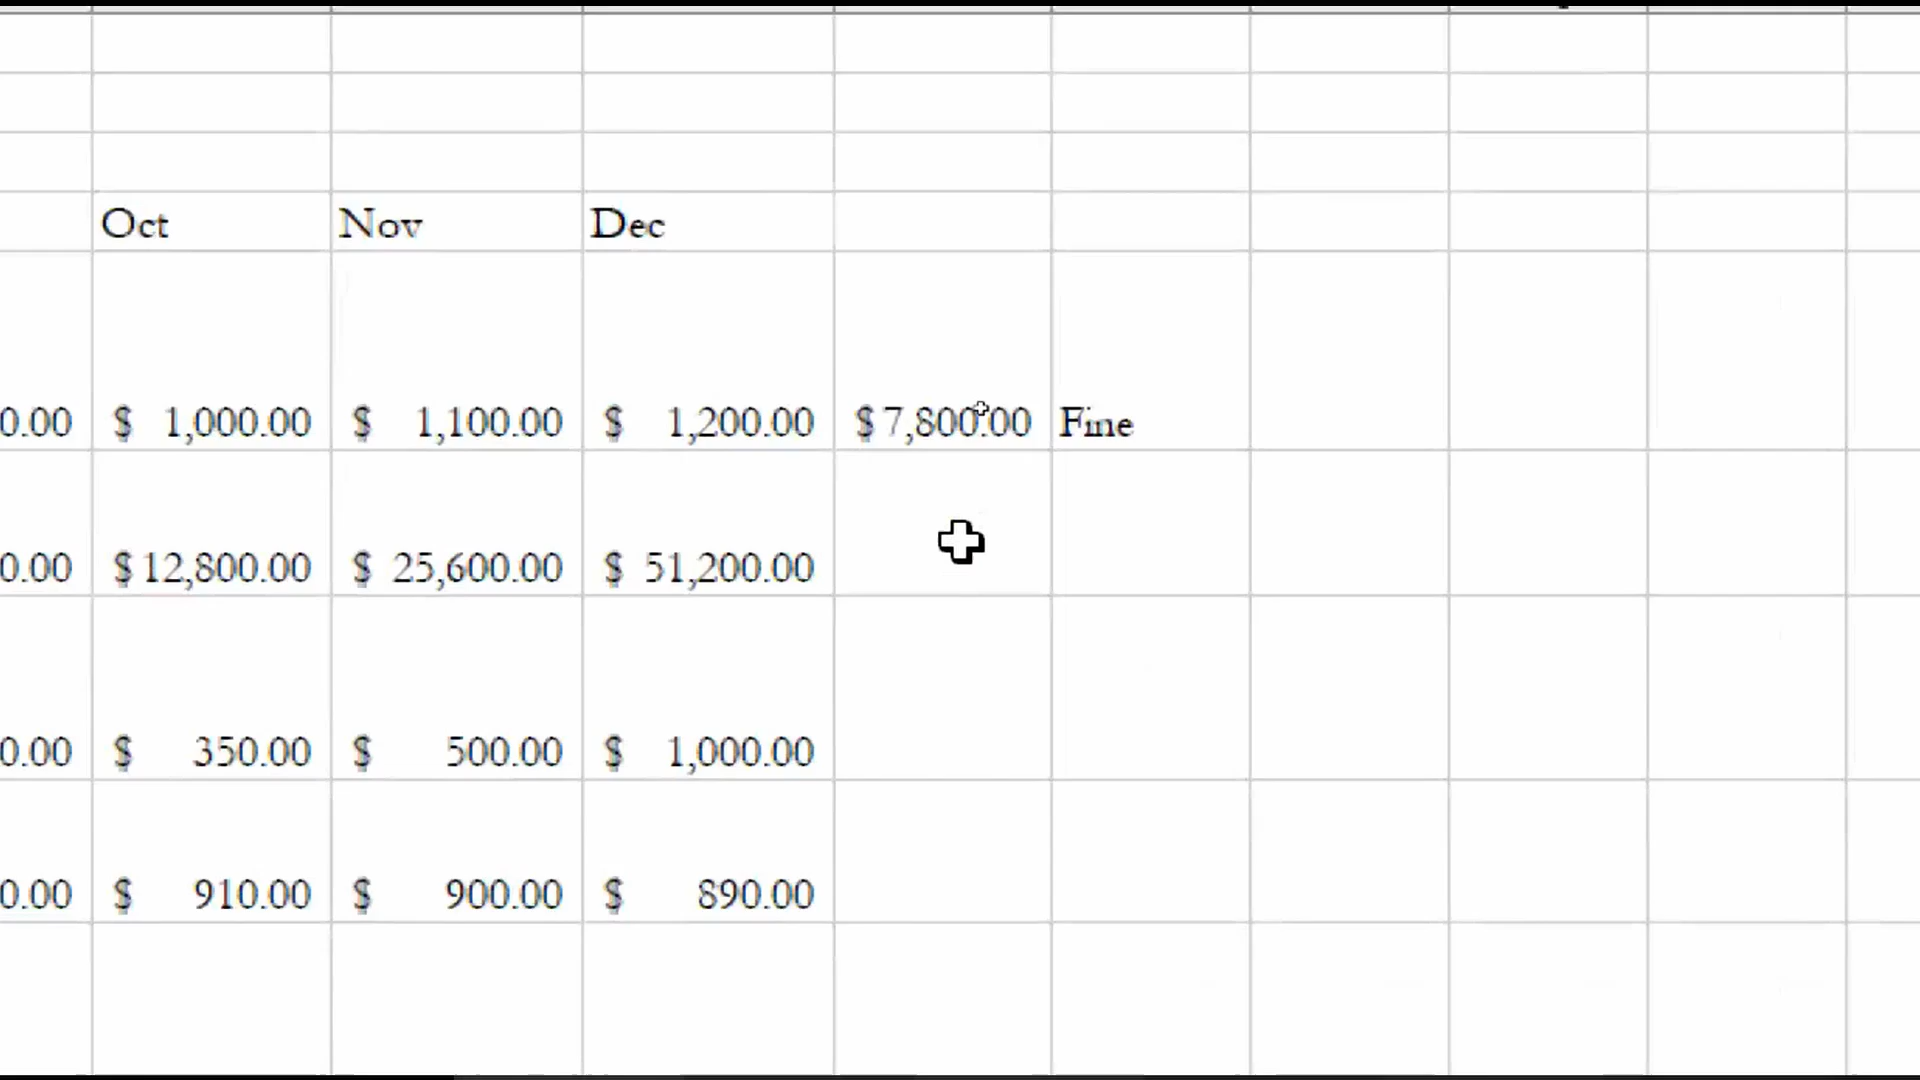 Oct Nov Dec
0.00 $ 1,000.00 $ 1,100.00 $ 1,200.00 $ 7,800.00 Fine
0.00 $ 12,800.00 $ 25,600.00 $ 51,200.00
0.00 $ 350.00 $ 500.00 $ 1,000.00
0.00 $ 910.00 $ 900.00 $ 890.00